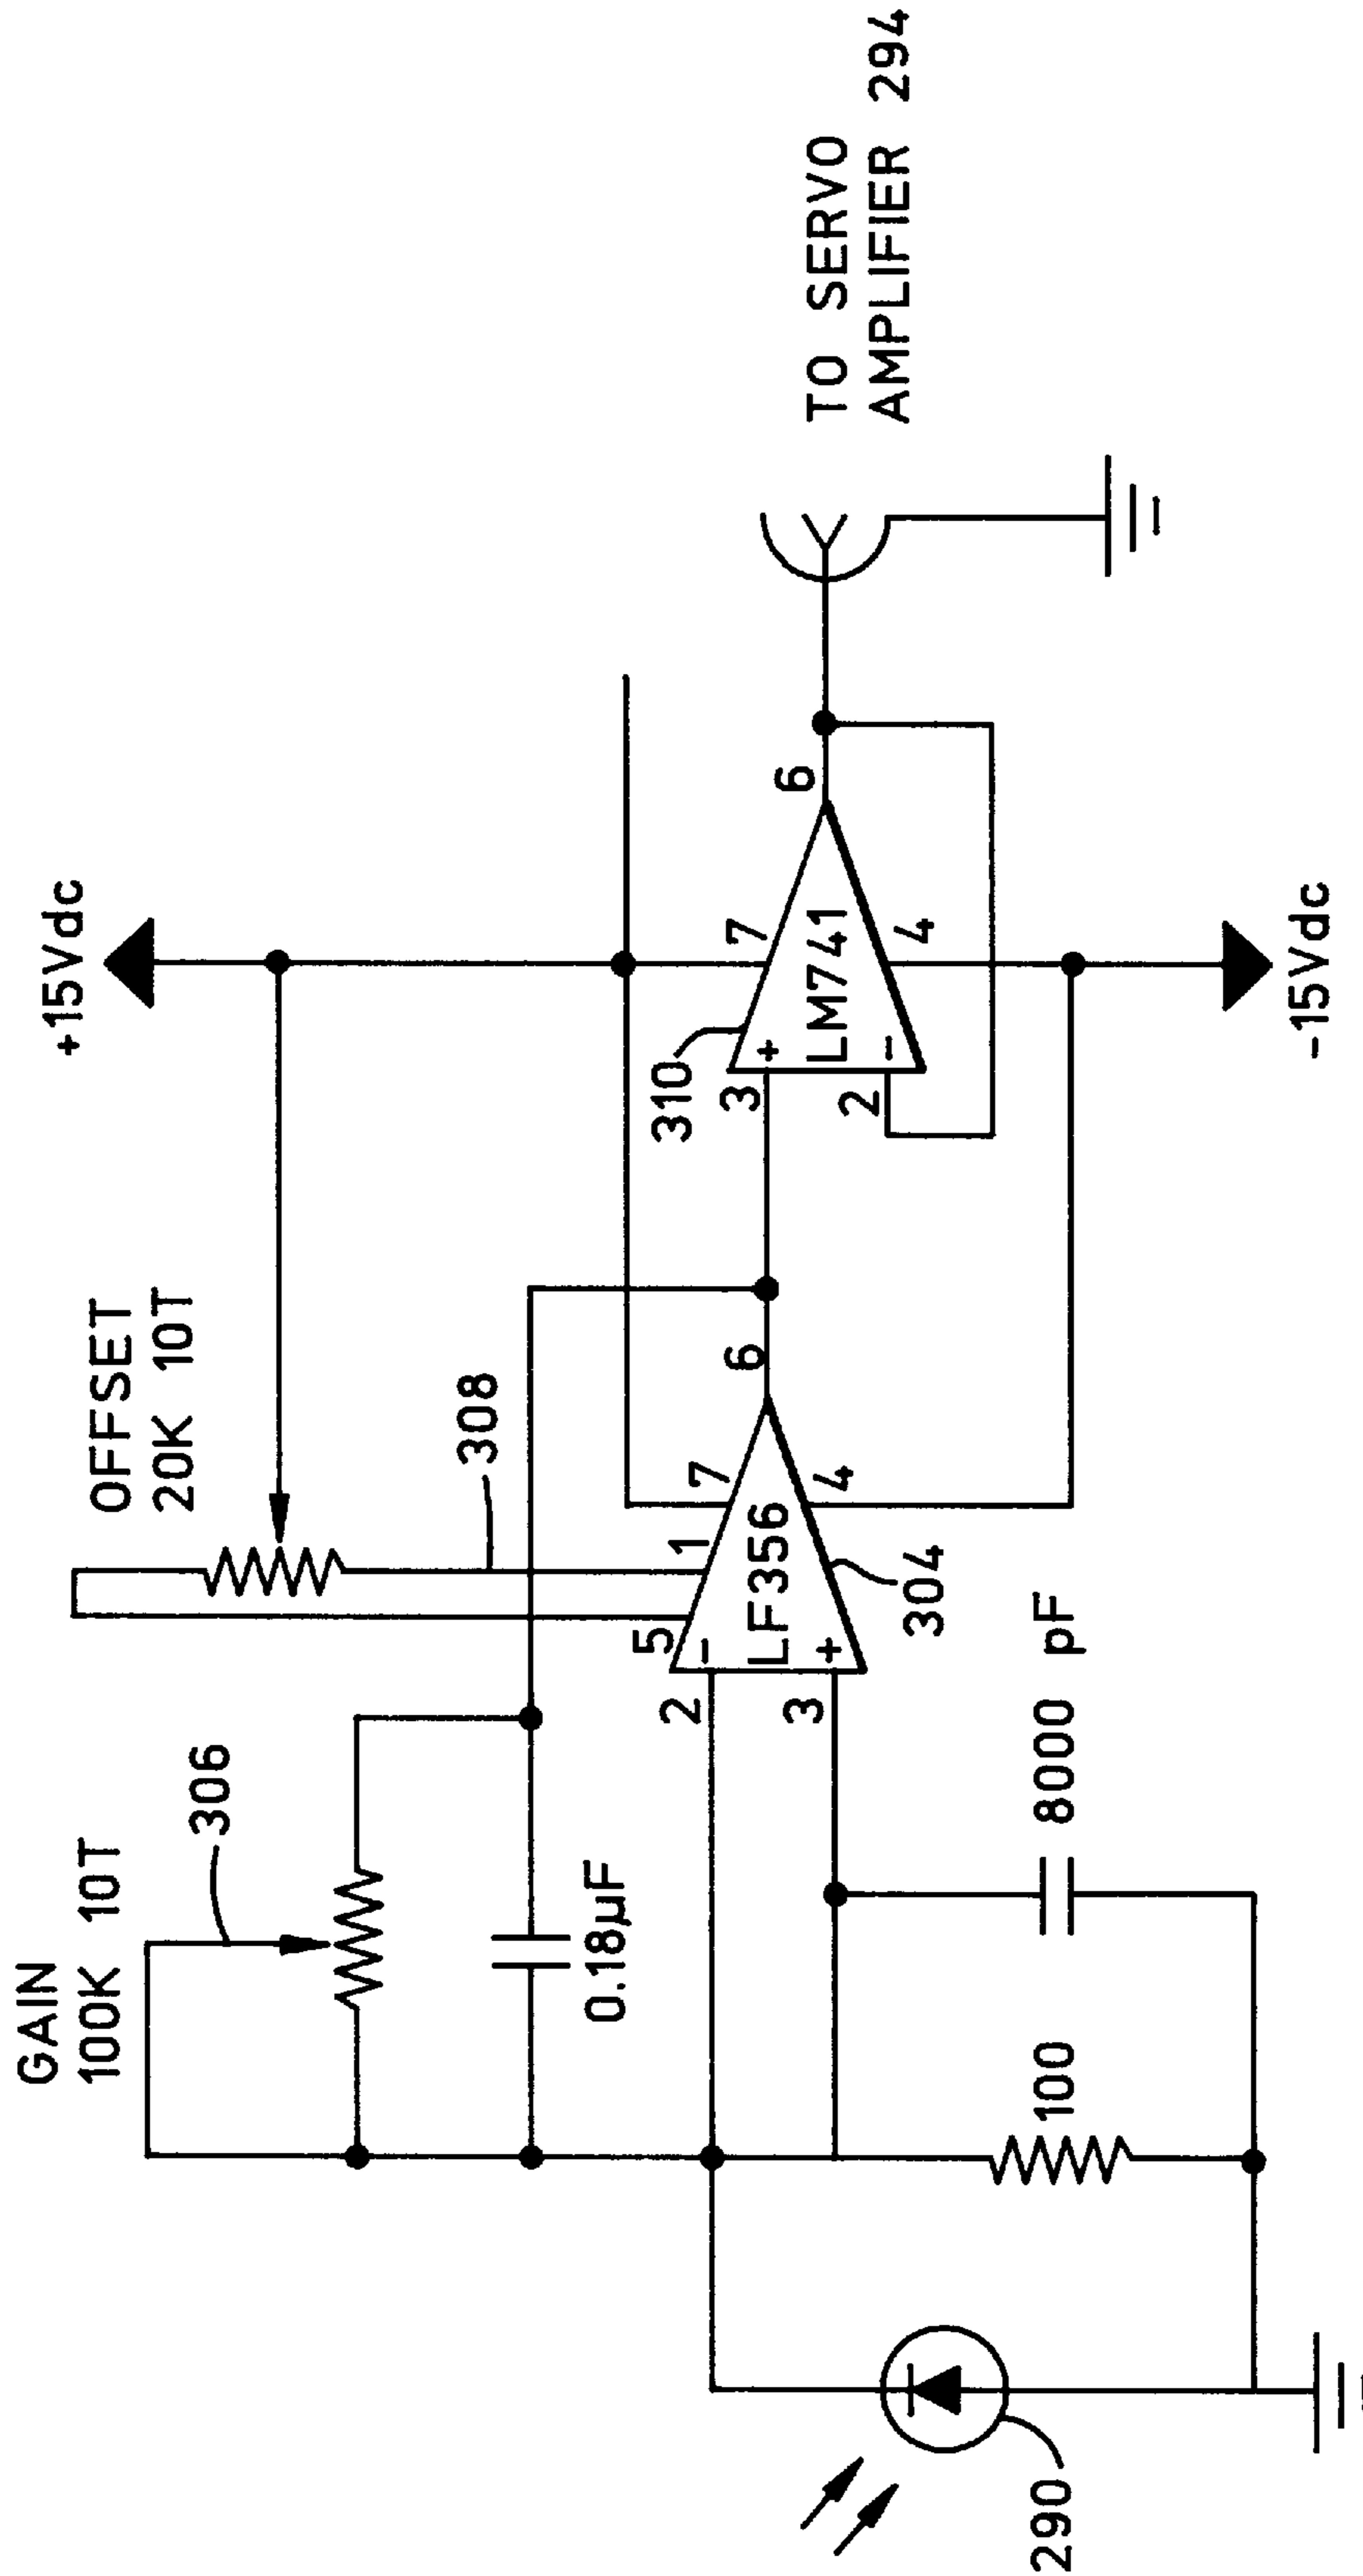 GAIN
100K 10T
306
OFFSET
20K 10T
+15Vdc
308
0.18µF
5
1
7
2
-
LF356
3
+
4
6
304
310
3
+
7
LM741
2
-
4
6
TO SERVO
AMPLIFIER 294
100
8000 pF
290
-15Vdc